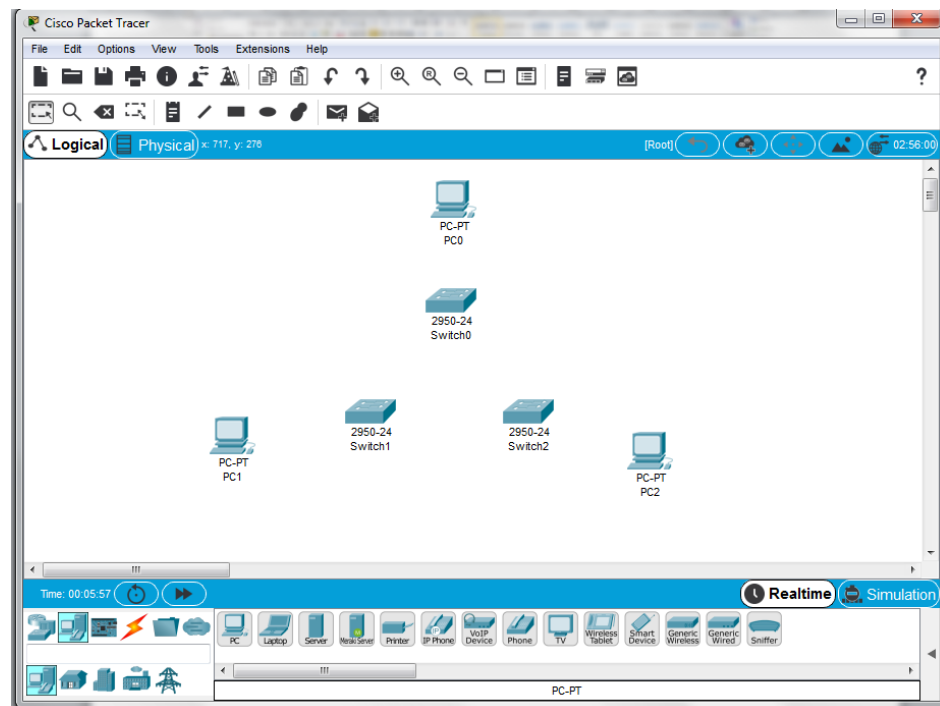 Cisco Packet Tracer
File Edit Options View Tools Extensions Help
?
Logical Physical x: 717, y: 276 [Root] 02:56:00
PC-PT
PC0
2950-24
Switch0
2950-24
Switch1
2950-24
Switch2
PC-PT
PC1
PC-PT
PC2
Time: 00:05:57 Realtime Simulation
PC Laptop Server Meraki Server Printer IP Phone VoIP Device Phone TV Wireless Tablet Smart Device Generic Wireless Generic Wired Sniffer
PC-PT